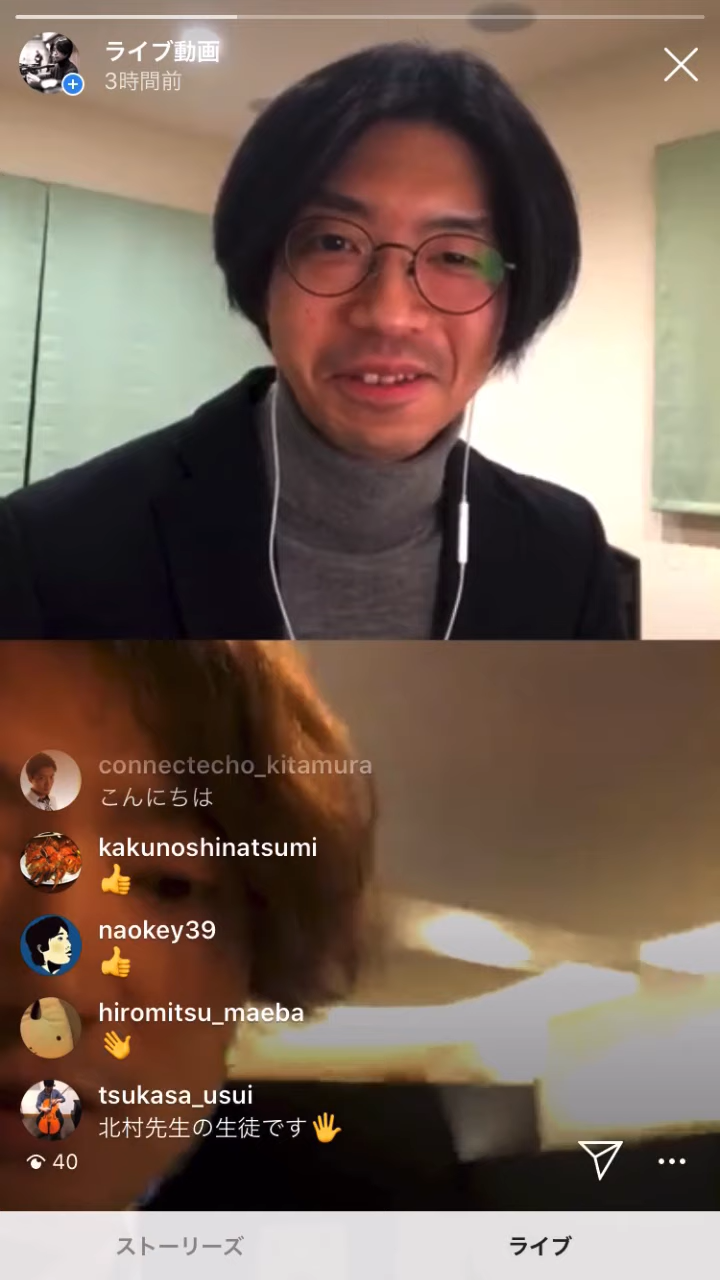 ライブ動画
3時間前
connectecho_kitamura
こんにちは
kakunoshinatsumi
👍
naokey39
👍
hiromitsu_maeba
👋
tsukasa_usui
北村先生の生徒です🖐
40
ストーリーズ
ライブ